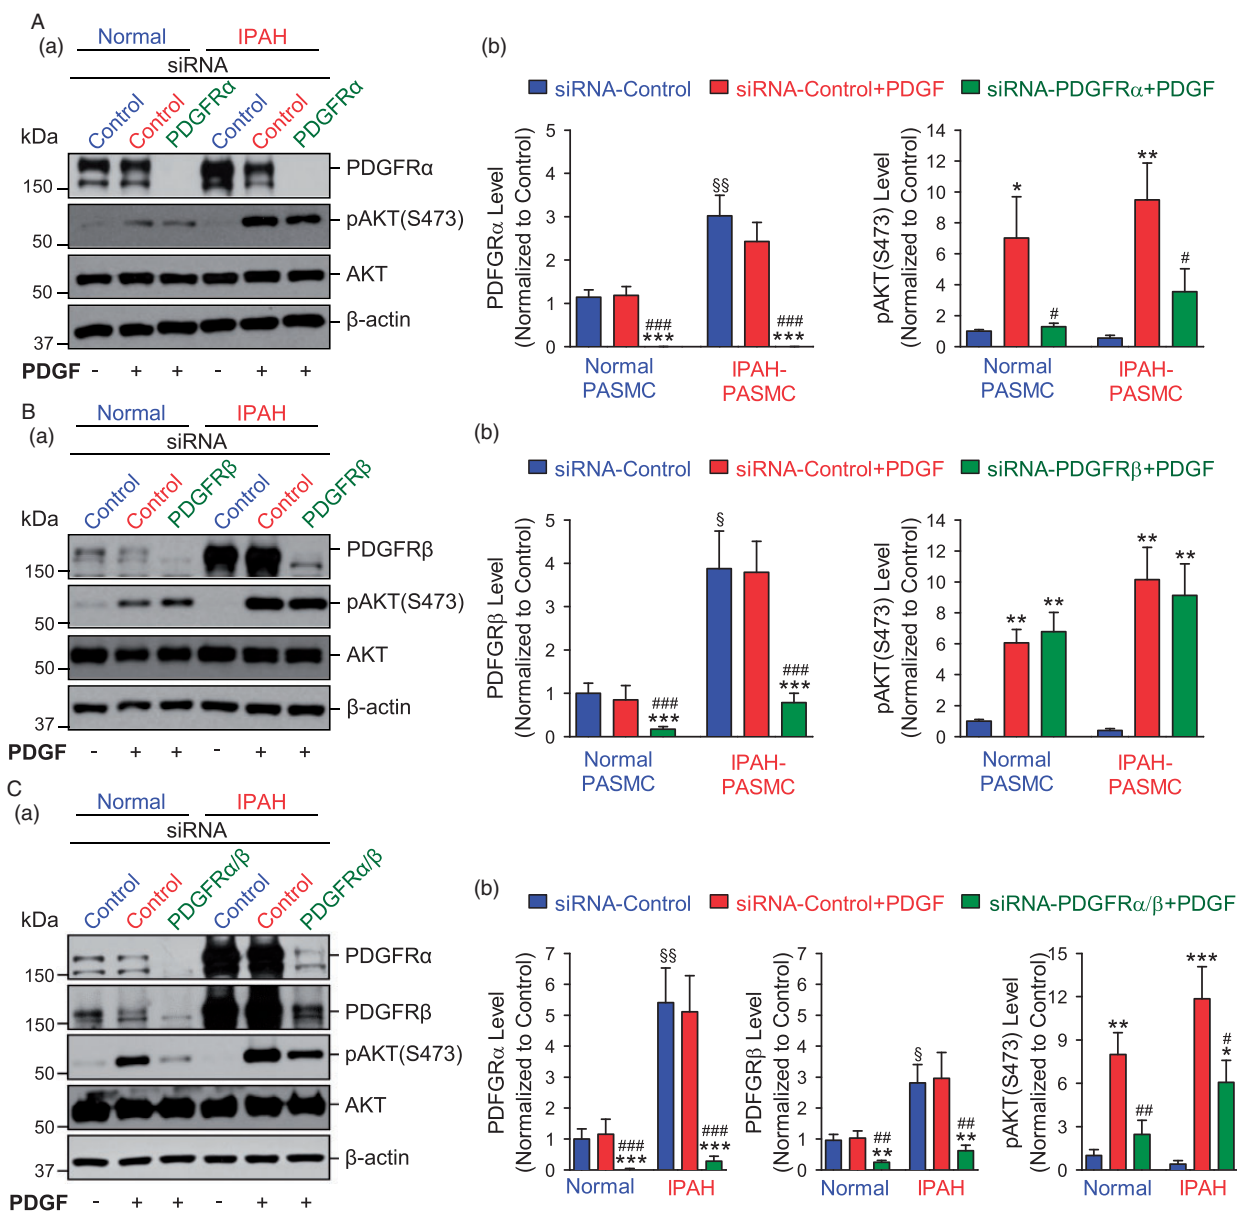 A
(a)
Normal IPAH
siRNA
kDa
Control Control PDGFRα Control Control PDGFRα
150 PDGFRα
50 pAKT(S473)
50 AKT
37 β-actin
PDGF - + + - + +
(b)
siRNA-Control siRNA-Control+PDGF siRNA-PDGFRα+PDGF
PDFGRα Level
(Normalized to Control)
5
4
3
2
1
0
§§
###
***
###
***
Normal
PASMC
IPAH-
PASMC
pAKT(S473) Level
(Normalized to Control)
14
12
10
8
6
4
2
0
*
#
**
#
Normal
PASMC
IPAH-
PASMC
B
(a)
Normal IPAH
siRNA
kDa
Control Control PDGFRβ Control Control PDGFRβ
150 PDGFRβ
50 pAKT(S473)
50 AKT
37 β-actin
PDGF - + + - + +
(b)
siRNA-Control siRNA-Control+PDGF siRNA-PDGFRβ+PDGF
PDFGRβ Level
(Normalized to Control)
5
4
3
2
1
0
###
***
§
###
***
Normal
PASMC
IPAH-
PASMC
pAKT(S473) Level
(Normalized to Control)
14
12
10
8
6
4
2
0
**
**
**
**
Normal
PASMC
IPAH-
PASMC
C
(a)
Normal IPAH
siRNA
kDa
Control Control PDGFRα/β Control Control PDGFRα/β
150 PDGFRα
150 PDGFRβ
50 pAKT(S473)
50 AKT
37 β-actin
PDGF - + + - + +
(b)
siRNA-Control siRNA-Control+PDGF siRNA-PDGFRα/β+PDGF
PDFGRα Level
(Normalized to Control)
7
6
5
4
3
2
1
0
###
***
§§
###
***
Normal IPAH
PDFGRβ Level
(Normalized to Control)
7
6
5
4
3
2
1
0
##
**
§
##
**
Normal IPAH
pAKT(S473) Level
(Normalized to Control)
15
12
9
6
3
0
**
##
***
#
*
Normal IPAH